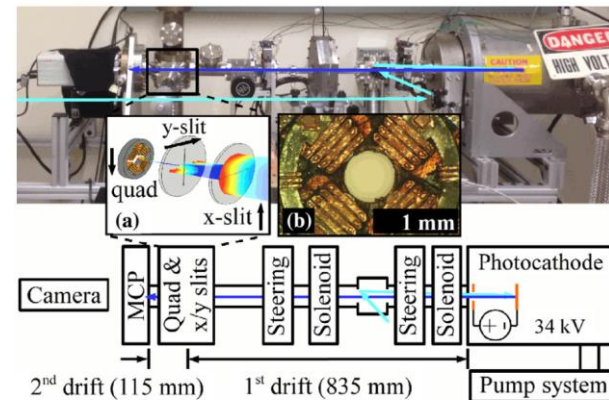 DANGER
HIGH VOLTAGE
CAUTION
y-slit
quad
(a)
x-slit
(b)
1 mm
Camera
MCP
Quad &
x/y slits
Steering
Solenoid
Steering
Solenoid
Photocathode
34 kV
2nd drift (115 mm)
1st drift (835 mm)
Pump system